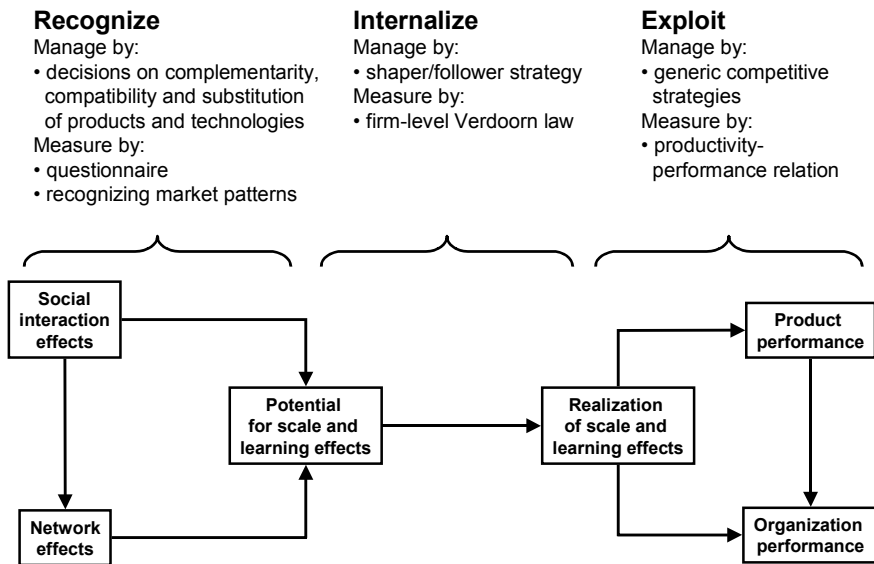 Recognize
Manage by:
• decisions on complementarity,
compatibility and substitution
of products and technologies
Measure by:
• questionnaire
• recognizing market patterns
Internalize
Manage by:
• shaper/follower strategy
Measure by:
• firm-level Verdoorn law
Exploit
Manage by:
• generic competitive
strategies
Measure by:
• productivity-
performance relation
Social
interaction
effects
Network
effects
Potential
for scale and
learning effects
Realization
of scale and
learning effects
Product
performance
Organization
performance